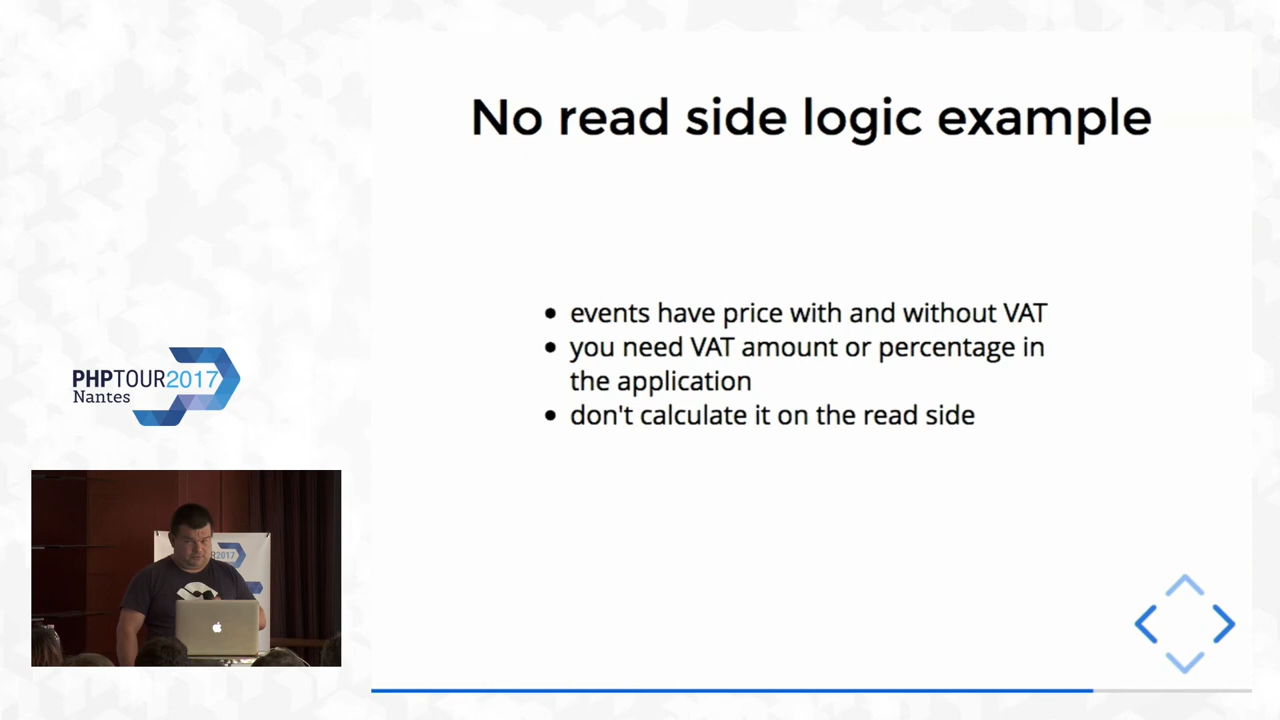 No read side logic example
• events have price with and without VAT
• you need VAT amount or percentage in
the application
• don't calculate it on the read side
PHPTOUR2017
Nantes
R2017